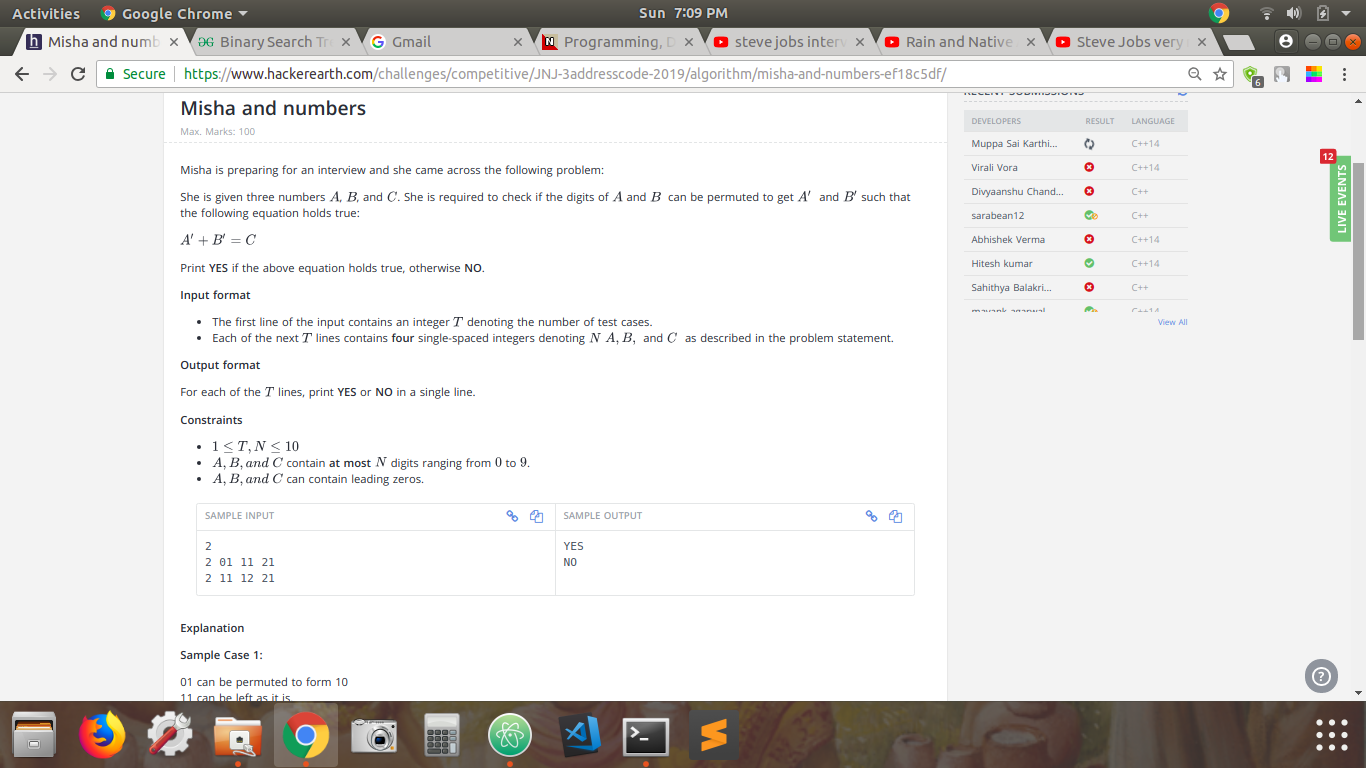 Activities Google Chrome Sun 7:09 PM
Misha and numb GG Binary Search Tre Gmail Programming, D steve jobs interv Rain and Native Steve Jobs very
Secure https://www.hackerearth.com/challenges/competitive/JNJ-3addresscode-2019/algorithm/misha-and-numbers-ef18c5df/ 6
Misha and numbers
Max. Marks: 100
Misha is preparing for an interview and she came across the following problem:
She is given three numbers A, B, and C. She is required to check if the digits of A and B can be permuted to get A′ and B′ such that
the following equation holds true:
A′ + B′ = C
Print YES if the above equation holds true, otherwise NO.
Input format
• The first line of the input contains an integer T denoting the number of test cases.
• Each of the next T lines contains four single-spaced integers denoting N A, B, and C as described in the problem statement.
Output format
For each of the T lines, print YES or NO in a single line.
Constraints
• 1 ≤ T, N ≤ 10
• A, B, and C contain at most N digits ranging from 0 to 9.
• A, B, and C can contain leading zeros.
SAMPLE INPUT
2
2 01 11 21
2 11 12 21
SAMPLE OUTPUT
YES
NO
Explanation
Sample Case 1:
01 can be permuted to form 10
11 can be left as it is.
RECENT SUBMISSIONS
DEVELOPERS RESULT LANGUAGE
Muppa Sai Karthi... C++14
Virali Vora C++14
Divyaanshu Chand... C++
sarabean12 C++
Abhishek Verma C++14
Hitesh kumar C++14
Sahithya Balakri... C++
mayank agarwal C++14
View All
12
LIVE EVENTS